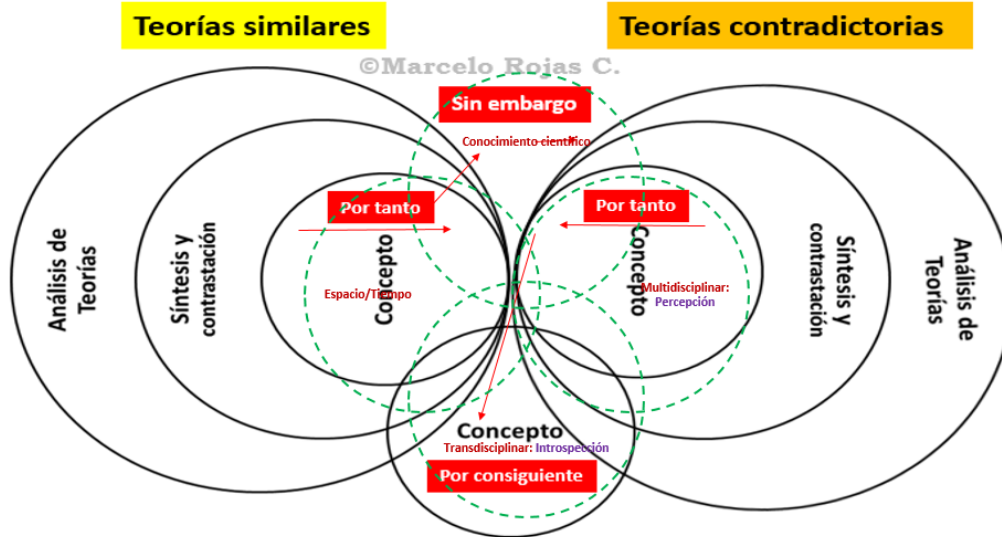 Teorías similares
Teorías contradictorias
©Marcelo Rojas C.
Sin embargo
Conocimiento científico
Por tanto
Por tanto
Análisis de
Teorías
Síntesis y
contrastación
Concepto
Espacio/Tiempo
Concepto
Multidisciplinar:
Percepción
Síntesis y
contrastación
Análisis de
Teorías
Concepto
Transdisciplinar: Introspección
Por consiguiente